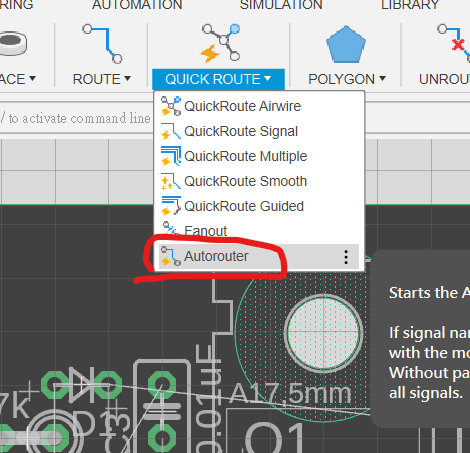 RING AUTOMATION SIMULATION LIBRARY
ACE ROUTE QUICK ROUTE POLYGON UNROU
/ to activate command line
QuickRoute Airwire
QuickRoute Signal
QuickRoute Multiple
QuickRoute Smooth
QuickRoute Guided
Fanout
Autorouter
Starts the A
If signal nar
with the mo
Without pa
all signals.
A17,5mm
0.01uF
7k
D1
C3
Q1